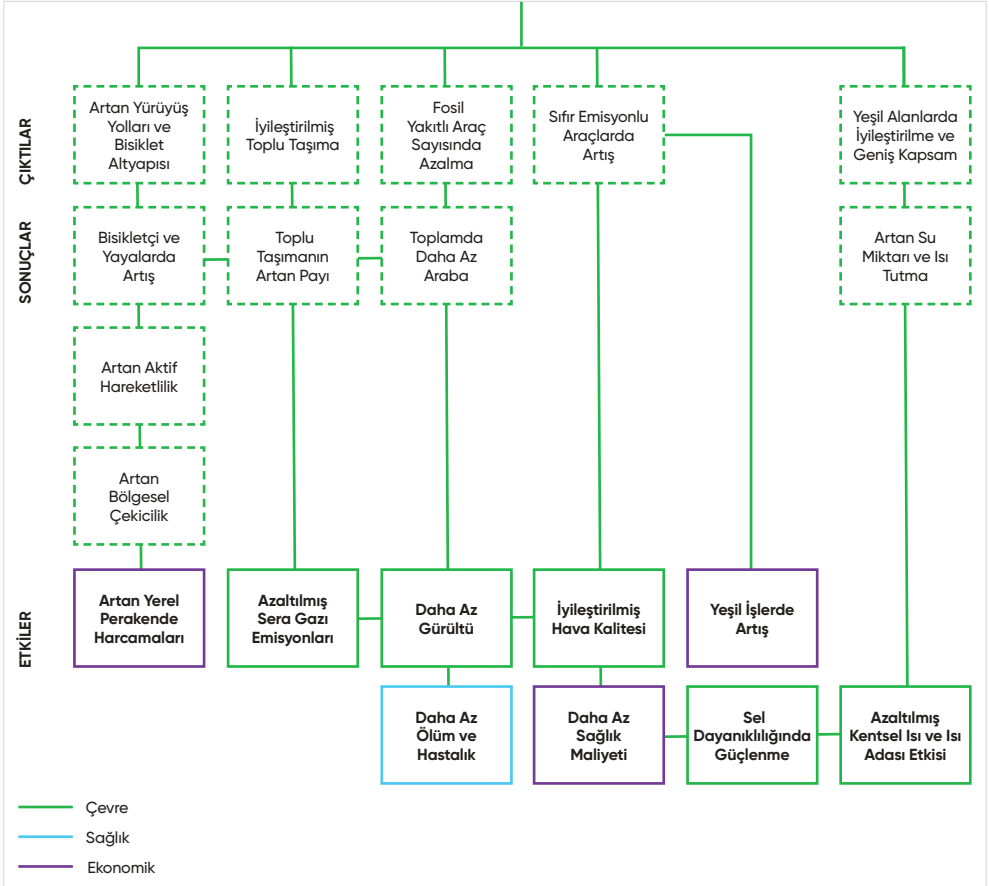 ÇIKTILAR
Artan Yürüyüş
Yolları ve
Bisiklet
Altyapısı
İyileştirilmiş
Toplu Taşıma
Fosil
Yakıtlı Araç
Sayısında
Azalma
Sıfır Emisyonlu
Araçlarda
Artış
Yeşil Alanlarda
İyileştirilme ve
Geniş Kapsam
SONUÇLAR
Bisikletçi ve
Yayalarda
Artış
Toplu
Taşımanın
Artan Payı
Toplamda
Daha Az
Araba
Artan Su
Miktarı ve Isı
Tutma
Artan Aktif
Hareketlilik
Artan
Bölgesel
Çekicilik
ETKİLER
Artan Yerel
Perakende
Harcamaları
Azaltılmış
Sera Gazı
Emisyonları
Daha Az
Gürültü
İyileştirilmiş
Hava Kalitesi
Yeşil İşlerde
Artış
Daha Az
Ölüm ve
Hastalık
Daha Az
Sağlık
Maliyeti
Sel
Dayanıklılığında
Güçlenme
Azaltılmış
Kentsel Isı ve Isı
Adası Etkisi
Çevre
Sağlık
Ekonomik